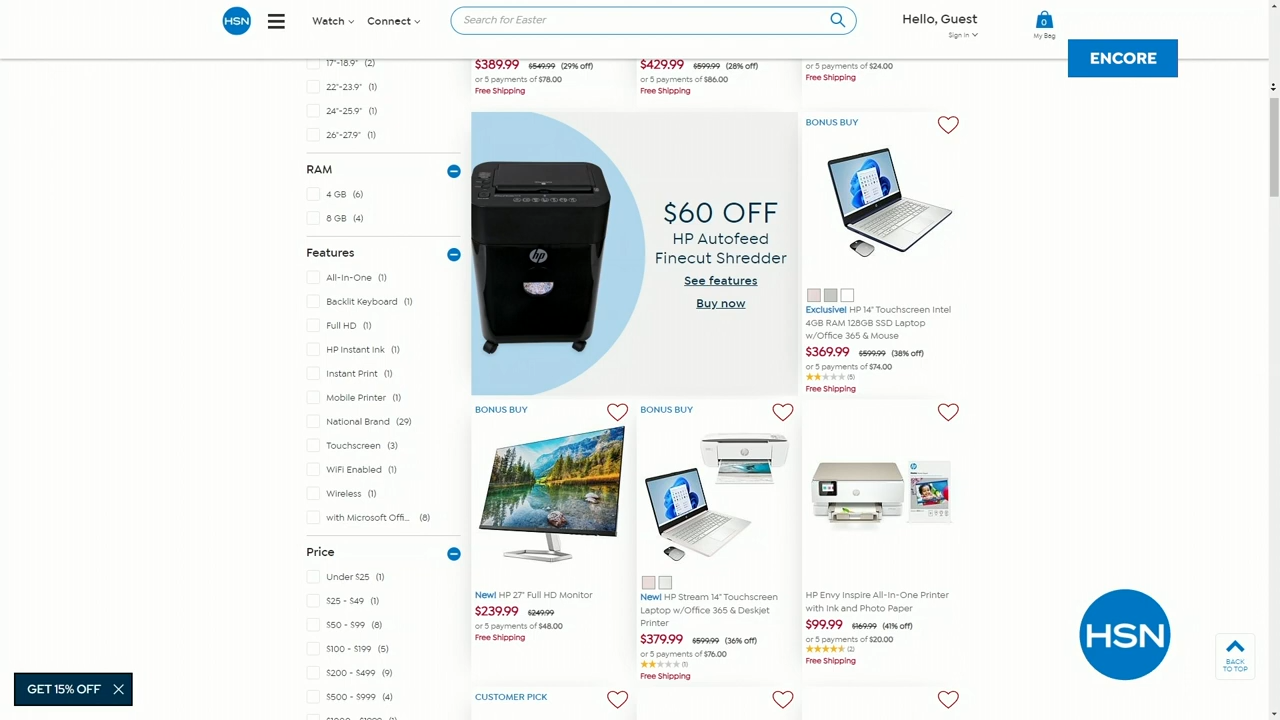 HSN
Watch
Connect
Search for Easter
Hello, Guest
Sign In
0
My Bag
ENCORE
17"-18.9" (2)
22"-23.9" (1)
24"-25.9" (1)
26"-27.9" (1)
RAM
4 GB (6)
8 GB (4)
Features
All-In-One (1)
Backlit Keyboard (1)
Full HD (1)
HP Instant Ink (1)
Instant Print (1)
Mobile Printer (1)
National Brand (29)
Touchscreen (3)
WiFi Enabled (1)
Wireless (1)
with Microsoft Offi... (8)
Price
Under $25 (1)
$25 - $49 (1)
$50 - $99 (8)
$100 - $199 (5)
$200 - $499 (9)
$500 - $999 (4)
$389.99 $549.99 (29% off)
or 5 payments of $78.00
Free Shipping
$429.99 $599.99 (28% off)
or 5 payments of $86.00
Free Shipping
or 5 payments of $24.00
Free Shipping
hp
$60 OFF
HP Autofeed
Finecut Shredder
See features
Buy now
BONUS BUY
Exclusive! HP 14" Touchscreen Intel
4GB RAM 128GB SSD Laptop
w/Office 365 & Mouse
$369.99 $599.99 (38% off)
or 5 payments of $74.00
(5)
Free Shipping
BONUS BUY
New! HP 27" Full HD Monitor
$239.99 $249.99
or 5 payments of $48.00
Free Shipping
BONUS BUY
New! HP Stream 14" Touchscreen
Laptop w/Office 365 & Deskjet
Printer
$379.99 $599.99 (36% off)
or 5 payments of $76.00
(1)
Free Shipping
HP Envy Inspire All-In-One Printer
with Ink and Photo Paper
$99.99 $169.99 (41% off)
or 5 payments of $20.00
(2)
Free Shipping
CUSTOMER PICK
GET 15% OFF
HSN
BACK
TO TOP